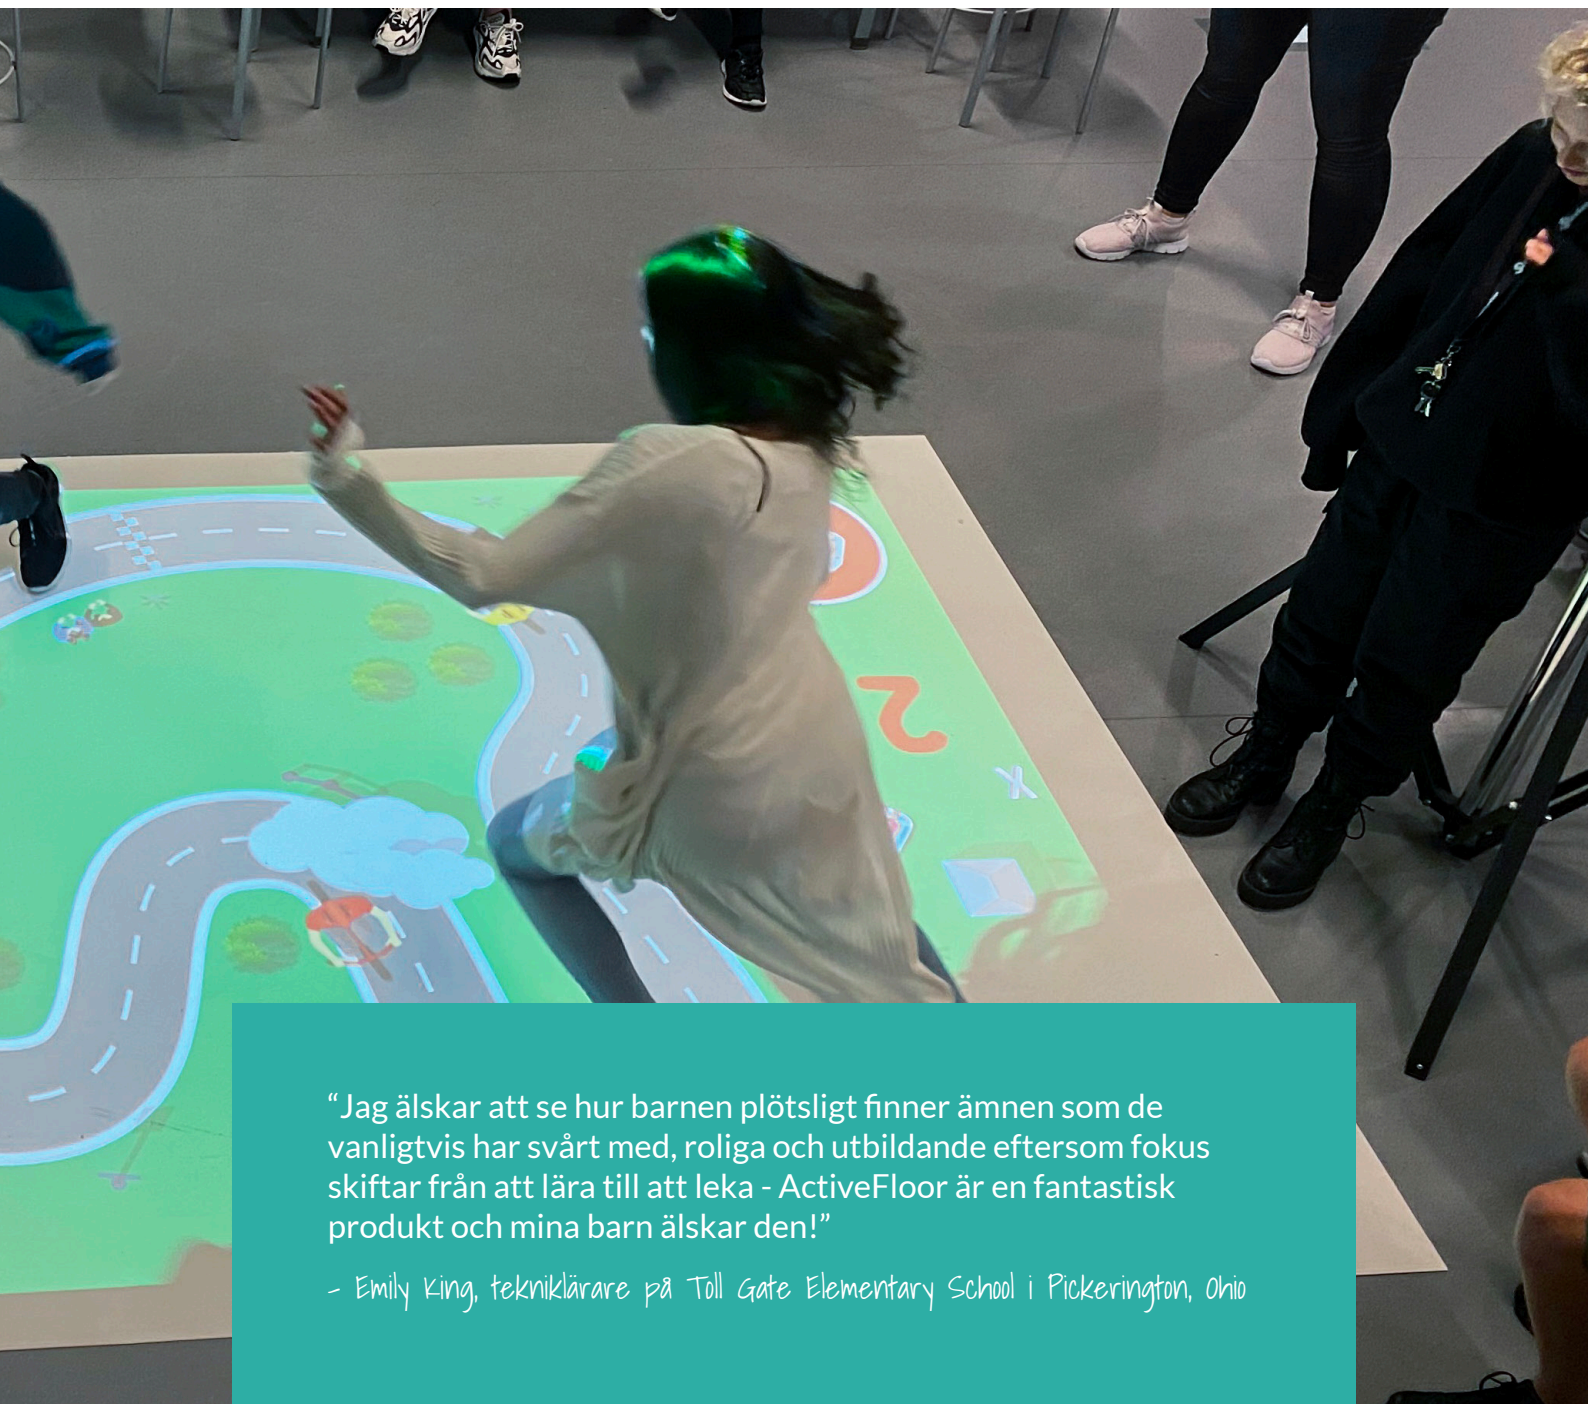 2
“Jag älskar att se hur barnen plötsligt finner ämnen som de
vanligtvis har svårt med, roliga och utbildande eftersom fokus
skiftar från att lära till att leka - ActiveFloor är en fantastisk
produkt och mina barn älskar den!”
- Emily King, tekniklärare på Toll Gate Elementary School i Pickerington, Ohio